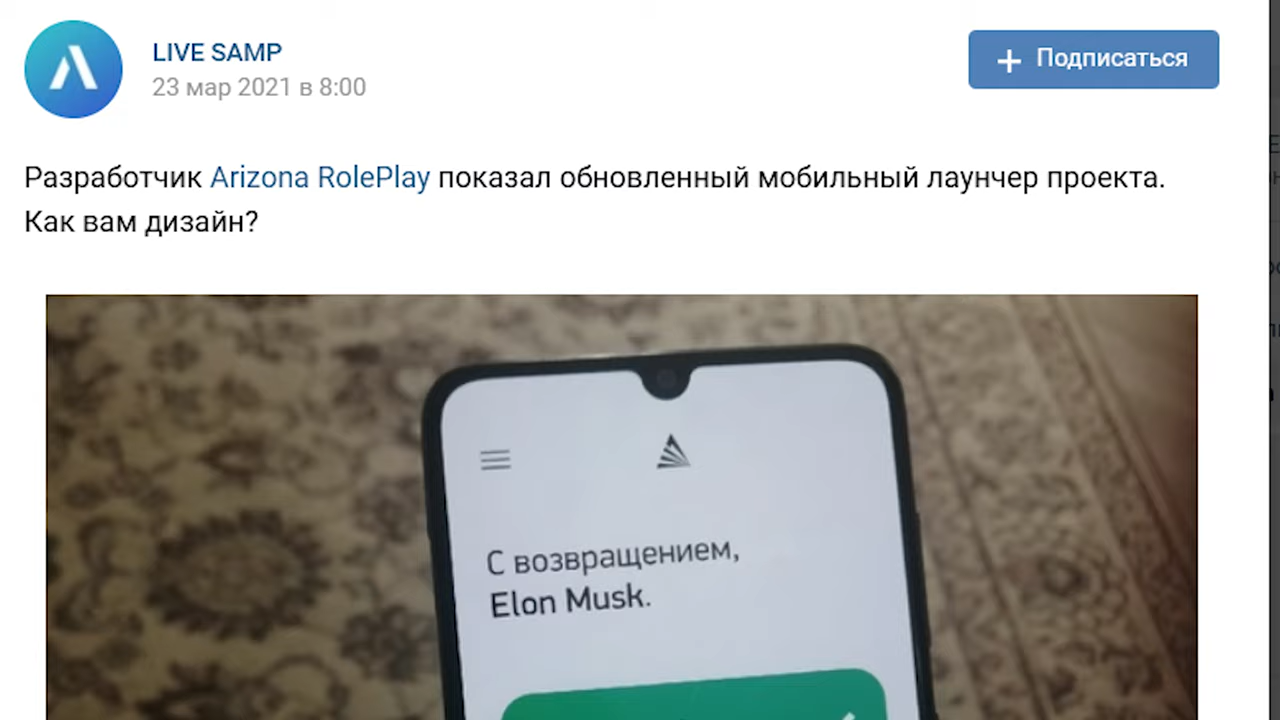 LIVE SAMP
23 мар 2021 в 8:00
+ Подписаться
Разработчик Arizona RolePlay показал обновленный мобильный лаунчер проекта.
Как вам дизайн?
С возвращением,
Elon Musk.